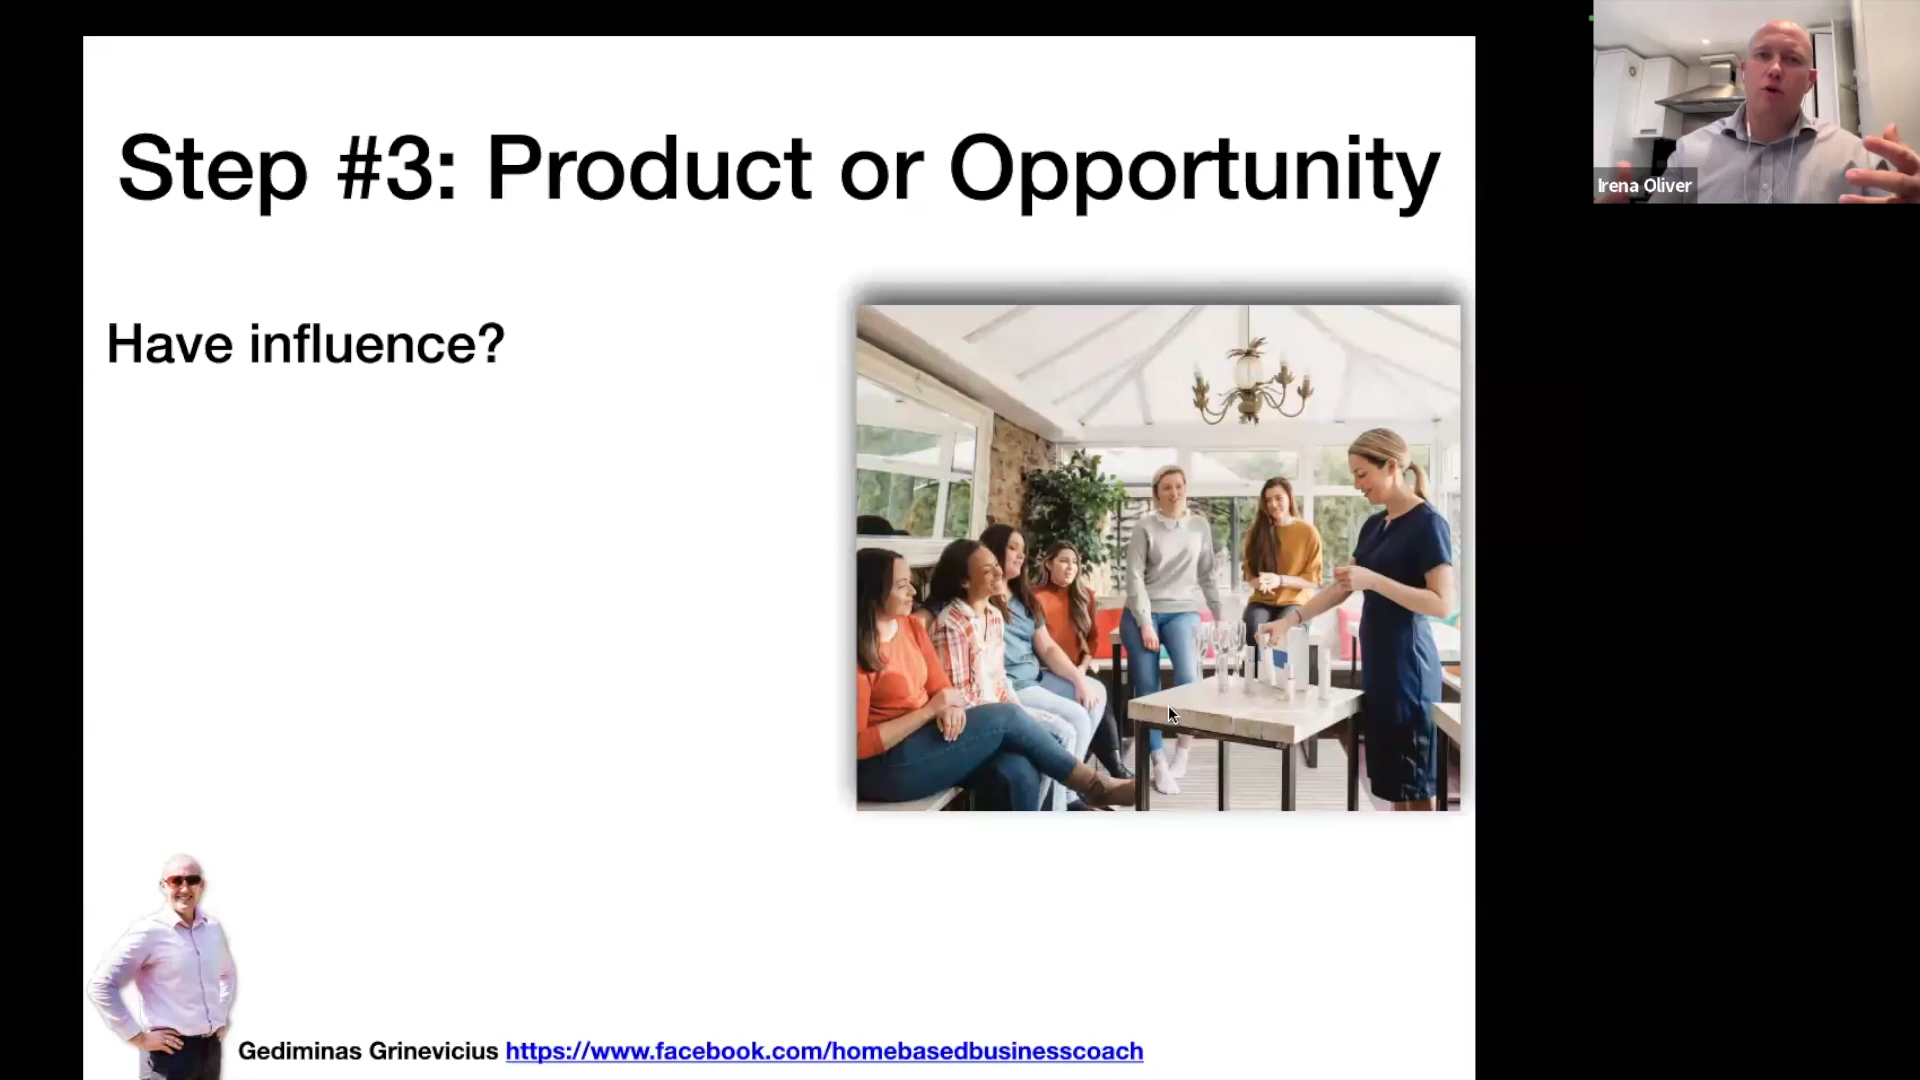 Step #3: Product or Opportunity
Irena Oliver
Have influence?
Gediminas Grinevicius https://www.facebook.com/homebasedbusinesscoach